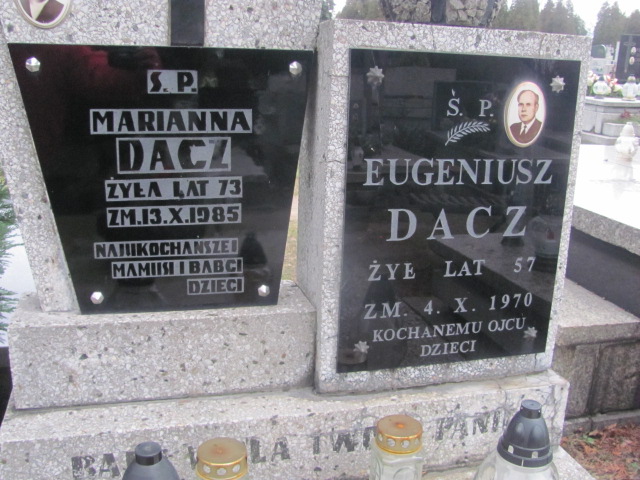 Ś.P.
MARIANNA
DACZ
ŻYŁA LAT 73
ZM.13.X.1985
NAJUKOCHAŃSZEJ
MAMUSI I BABCI
DZIECI
Ś. P.
EUGENIUSZ
DACZ
ŻYŁ LAT 57
ZM. 4. X. 1970
KOCHANEMU OJCU
DZIECI